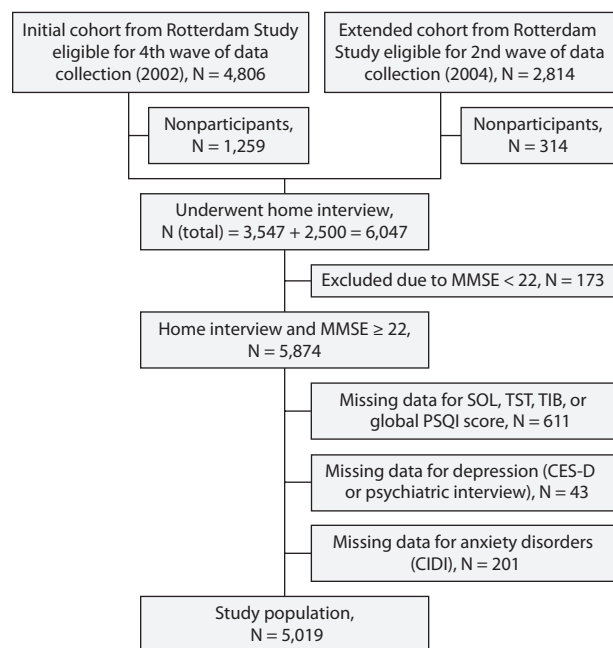 Initial cohort from Rotterdam Study
eligible for 4th wave of data
collection (2002), N = 4,806
Extended cohort from Rotterdam
Study eligible for 2nd wave of data
collection (2004), N = 2,814
Nonparticipants,
N = 1,259
Nonparticipants,
N = 314
Underwent home interview,
N (total) = 3,547 + 2,500 = 6,047
Excluded due to MMSE < 22, N = 173
Home interview and MMSE ≥ 22,
N = 5,874
Missing data for SOL, TST, TIB, or
global PSQI score, N = 611
Missing data for depression (CES-D
or psychiatric interview), N = 43
Missing data for anxiety disorders
(CIDI), N = 201
Study population,
N = 5,019